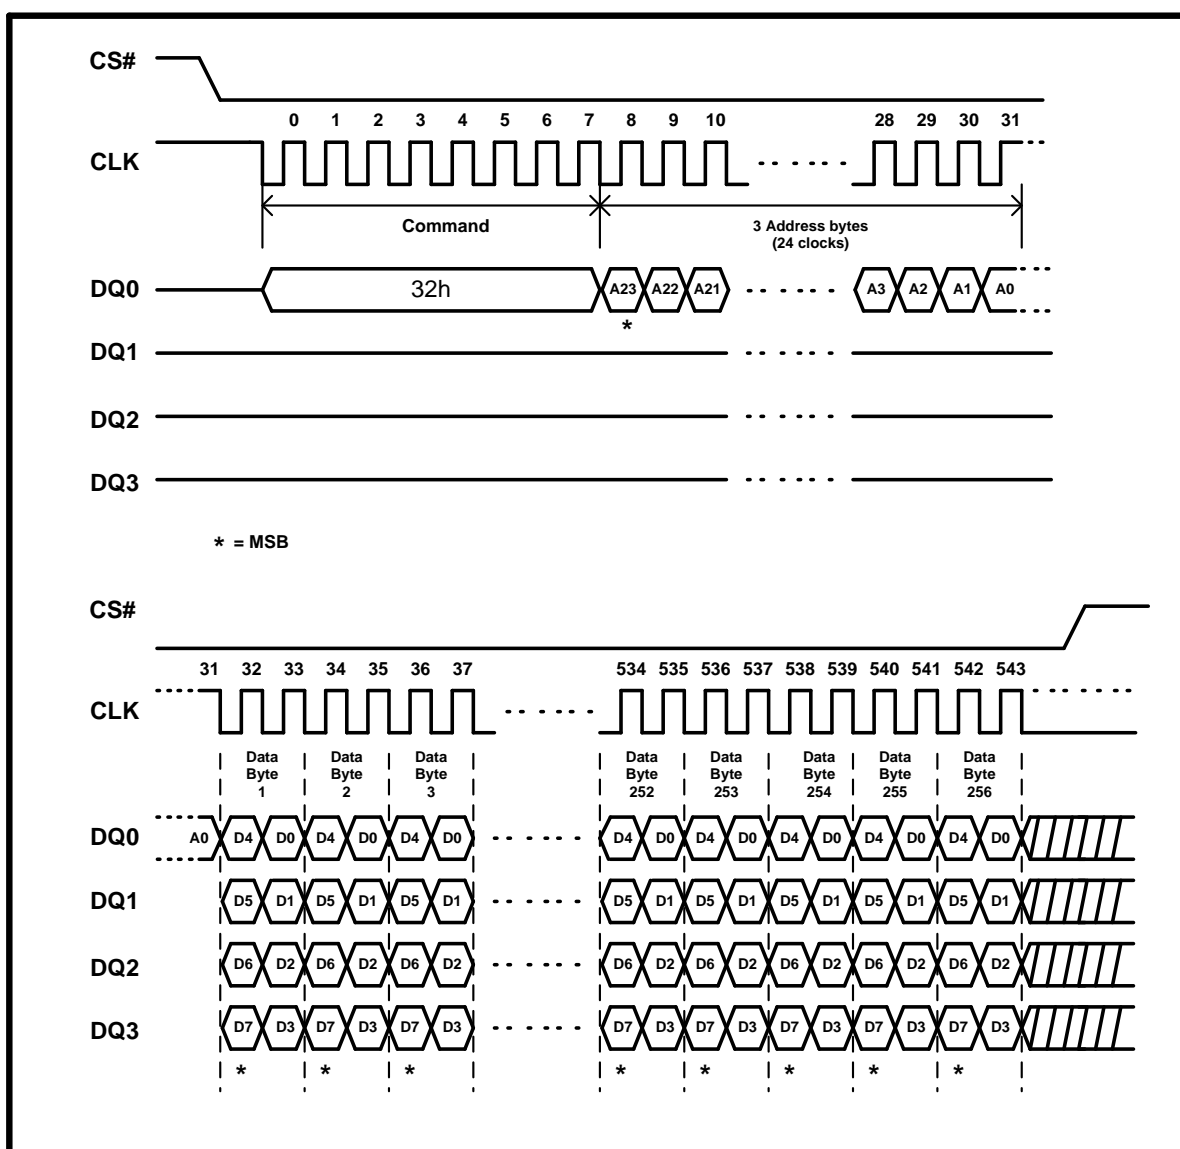 CS#
0 1 2 3 4 5 6 7 8 9 10 28 29 30 31
CLK
Command
3 Address bytes
(24 clocks)
DQ0 32h A23 A22 A21 A3 A2 A1 A0
*
DQ1
DQ2
DQ3
* = MSB
CS#
31 32 33 34 35 36 37 534 535 536 537 538 539 540 541 542 543
CLK
Data Data Data Data Data Data Data Data
Byte Byte Byte Byte Byte Byte Byte Byte
1 2 3 252 253 254 255 256
DQ0 A0 D4 D0 D4 D0 D4 D0 D4 D0 D4 D0 D4 D0 D4 D0 D4 D0
DQ1 D5 D1 D5 D1 D5 D1 D5 D1 D5 D1 D5 D1 D5 D1 D5 D1
DQ2 D6 D2 D6 D2 D6 D2 D6 D2 D6 D2 D6 D2 D6 D2 D6 D2
DQ3 D7 D3 D7 D3 D7 D3 D7 D3 D7 D3 D7 D3 D7 D3 D7 D3
* * * * * * * *